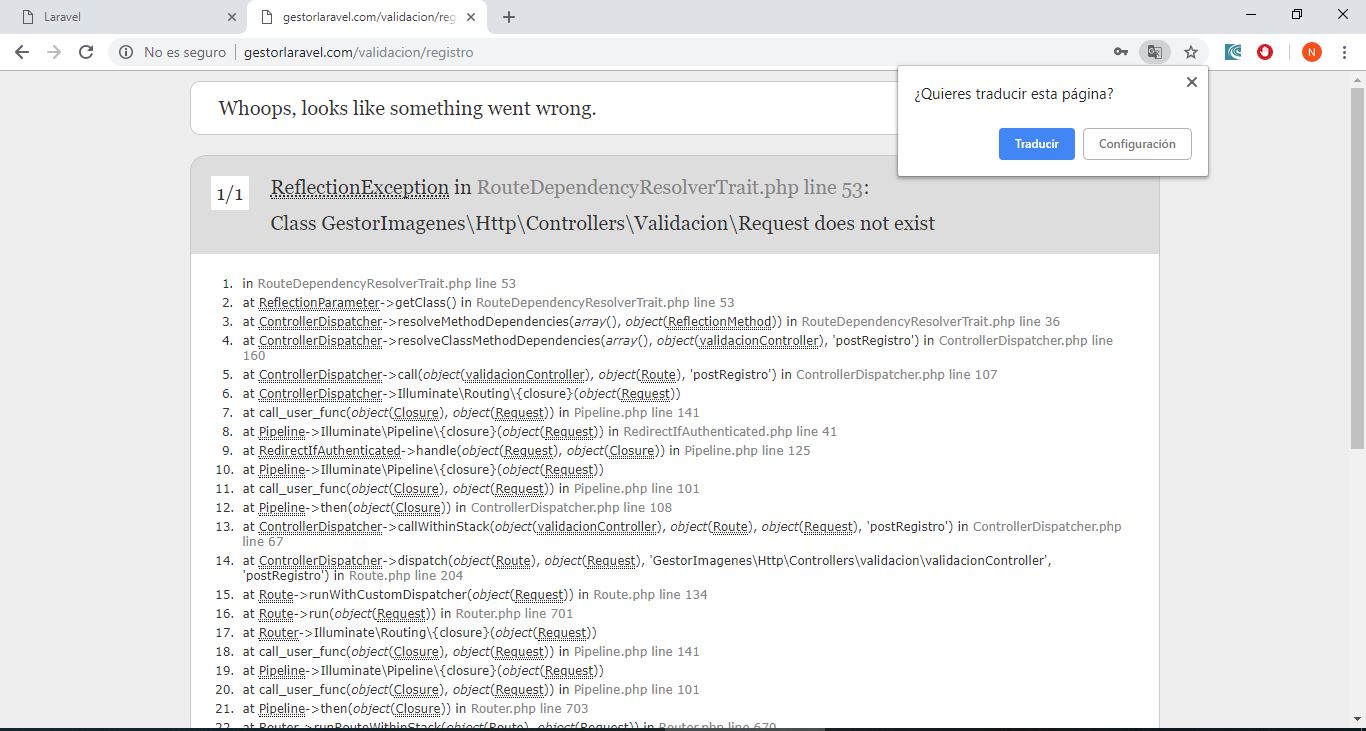 Laravel
gestorlaravel.com/validacion/reg
No es seguro
gestorlaravel.com/validacion/registro
N
¿Quieres traducir esta página?
Traducir
Configuración
Whoops, looks like something went wrong.
1/1
ReflectionException in RouteDependencyResolverTrait.php line 53:
Class GestorImagenes\Http\Controllers\Validacion\Request does not exist
1. in RouteDependencyResolverTrait.php line 53
2. at ReflectionParameter->getClass() in RouteDependencyResolverTrait.php line 53
3. at ControllerDispatcher->resolveMethodDependencies(array(), object(ReflectionMethod)) in RouteDependencyResolverTrait.php line 36
4. at ControllerDispatcher->resolveClassMethodDependencies(array(), object(validacionController), 'postRegistro') in ControllerDispatcher.php line
160
5. at ControllerDispatcher->call(object(validacionController), object(Route), 'postRegistro') in ControllerDispatcher.php line 107
6. at ControllerDispatcher->Illuminate\Routing\{closure}(object(Request))
7. at call_user_func(object(Closure), object(Request)) in Pipeline.php line 141
8. at Pipeline->Illuminate\Pipeline\{closure}(object(Request)) in RedirectIfAuthenticated.php line 41
9. at RedirectIfAuthenticated->handle(object(Request), object(Closure)) in Pipeline.php line 125
10. at Pipeline->Illuminate\Pipeline\{closure}(object(Request))
11. at call_user_func(object(Closure), object(Request)) in Pipeline.php line 101
12. at Pipeline->then(object(Closure)) in ControllerDispatcher.php line 108
13. at ControllerDispatcher->callWithinStack(object(validacionController), object(Route), object(Request), 'postRegistro') in ControllerDispatcher.php
line 67
14. at ControllerDispatcher->dispatch(object(Route), object(Request), 'GestorImagenes\Http\Controllers\validacion\validacionController',
'postRegistro') in Route.php line 204
15. at Route->runWithCustomDispatcher(object(Request)) in Route.php line 134
16. at Route->run(object(Request)) in Router.php line 701
17. at Router->Illuminate\Routing\{closure}(object(Request))
18. at call_user_func(object(Closure), object(Request)) in Pipeline.php line 141
19. at Pipeline->Illuminate\Pipeline\{closure}(object(Request))
20. at call_user_func(object(Closure), object(Request)) in Pipeline.php line 101
21. at Pipeline->then(object(Closure)) in Router.php line 703
22. at Router->runRouteWithinStack(object(Route), object(Request)) in Router.php line 670